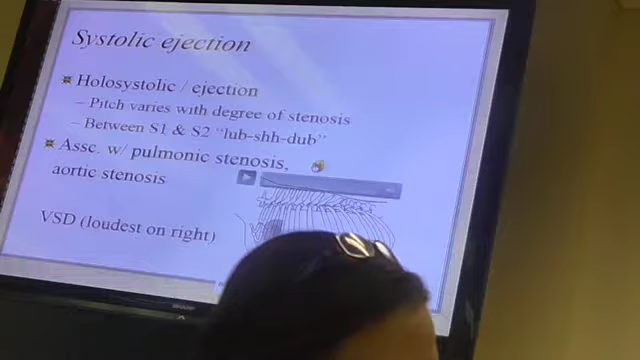 Systolic ejection
Holosystolic / ejection
– Pitch varies with degree of stenosis
– Between S1 & S2 "lub-shh-dub"
Assc. w/ pulmonic stenosis,
aortic stenosis
VSD (loudest on right)
SHARP